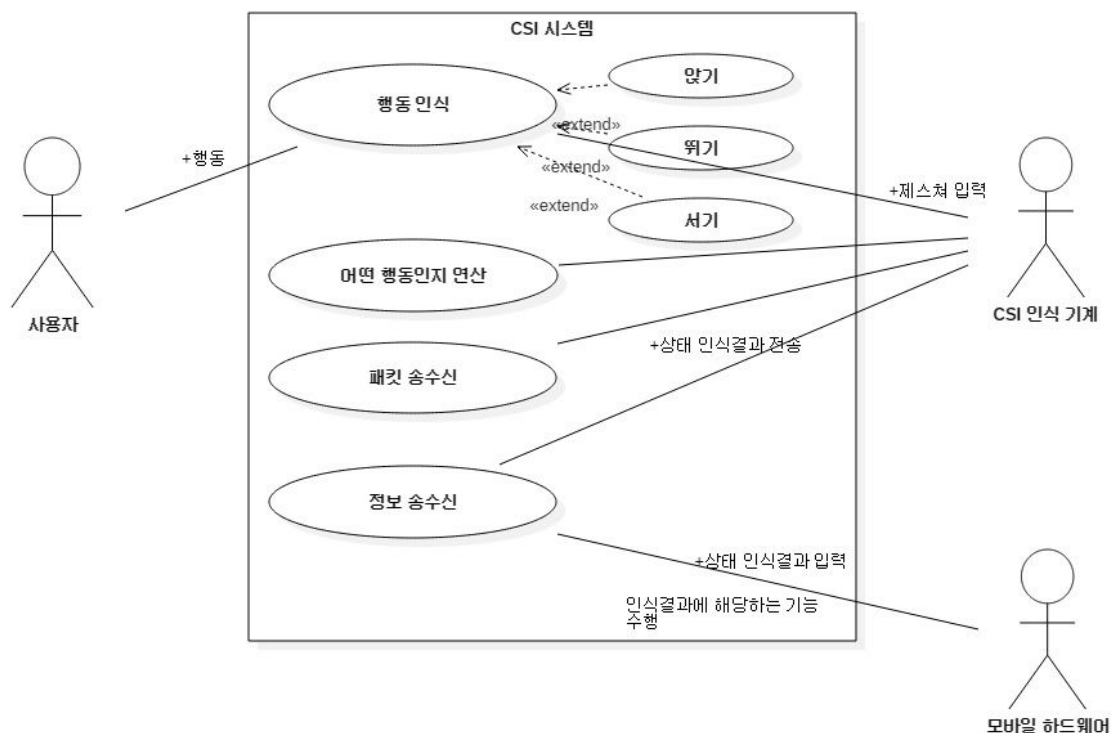 CSI 시스템
행동 인식
앉기
«extend»
뛰기
+행동
«extend»
+제스쳐 입력
«extend»
서기
어떤 행동인지 연산
사용자
CSI 인식 기계
+상태 인식결과 전송
패킷 송수신
정보 송수신
+상태 인식결과 입력
인식결과에 해당하는 기능
수행
모바일 하드웨어